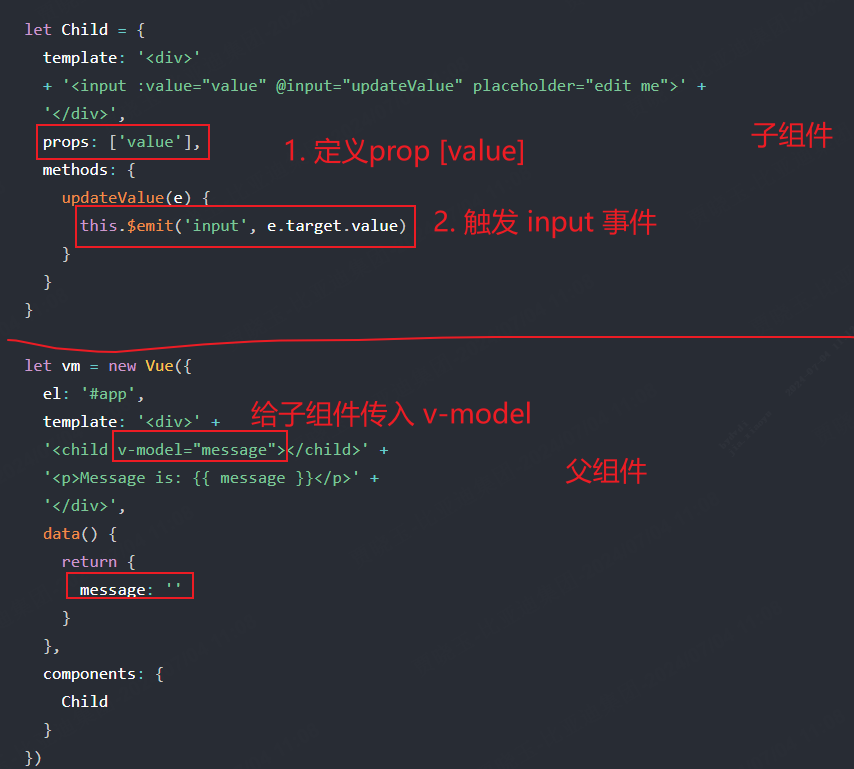 let Child = {
  template: '<div>'
  + '<input :value="value" @input="updateValue" placeholder="edit me">' +
  '</div>',
子组件
  props: ['value'],
1. 定义prop [value]
  methods: {
    updateValue(e) {
      this.$emit('input', e.target.value)
2. 触发 input 事件
    }
  }
}
let vm = new Vue({
  el: '#app',
  template: '<div>' +
给子组件传入 v-model
  '<child v-model="message"></child>' +
父组件
  '<p>Message is: {{ message }}</p>' +
  '</div>',
  data() {
    return {
      message: ''
    }
  },
  components: {
    Child
  }
})